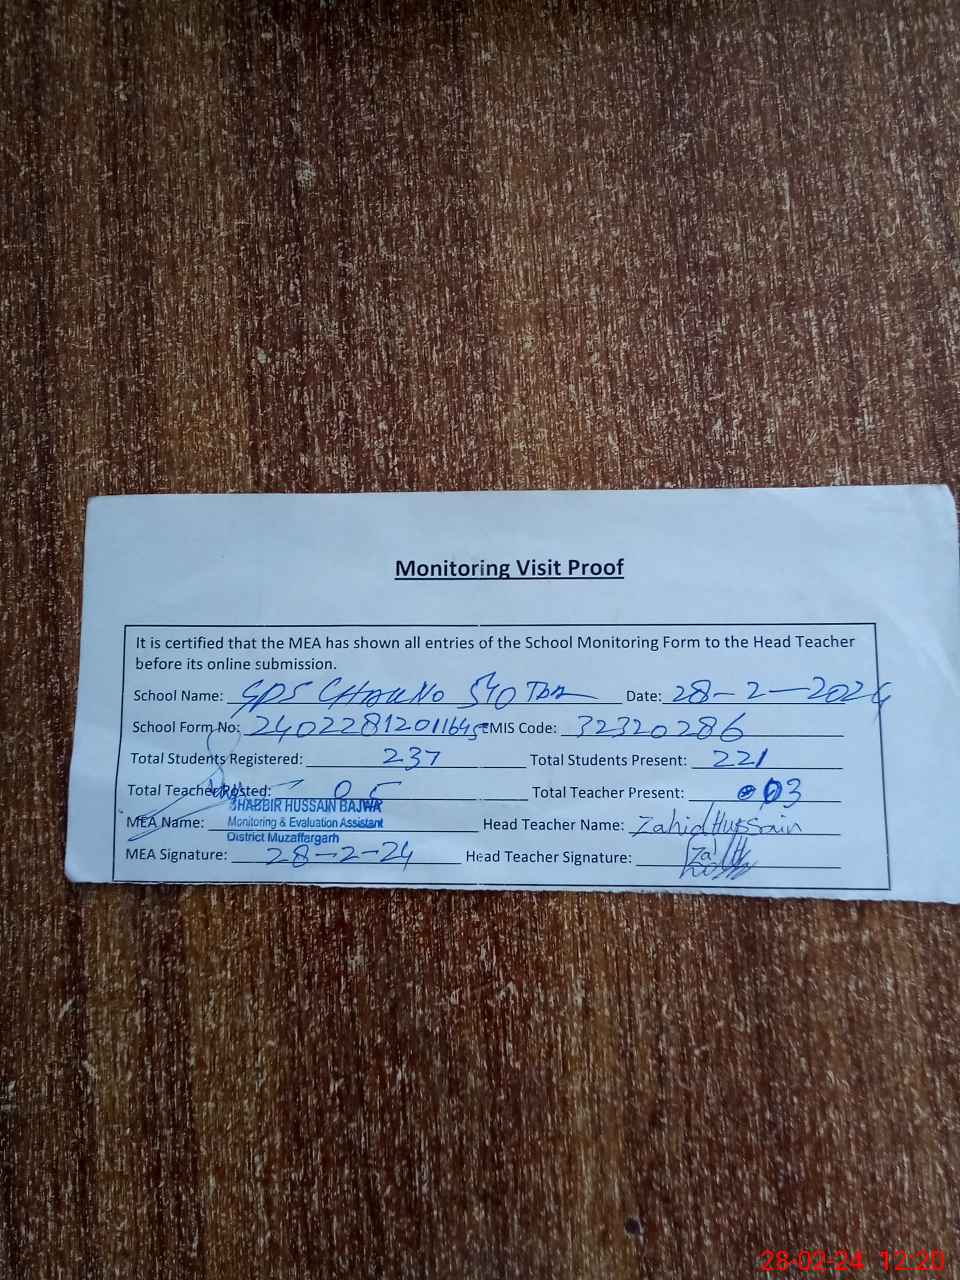 Monitoring Visit Proof
It is certified that the MEA has shown all entries of the School Monitoring Form to the Head Teacher
before its online submission.
School Name: GPS CHAK No 540 TDA Date: 28-2-2024
School Form No: 24022812011645 EMIS Code: 32320286
Total Students Registered: 237 Total Students Present: 221
Total Teacher Posted: 05 Total Teacher Present: 03
SHABBIR HUSSAIN BAJWA
MEA Name: Monitoring & Evaluation Assistant Head Teacher Name: Zahid Hussain
District Muzaffargarh
MEA Signature: 28-2-24 Head Teacher Signature:
28-02-24 12:20